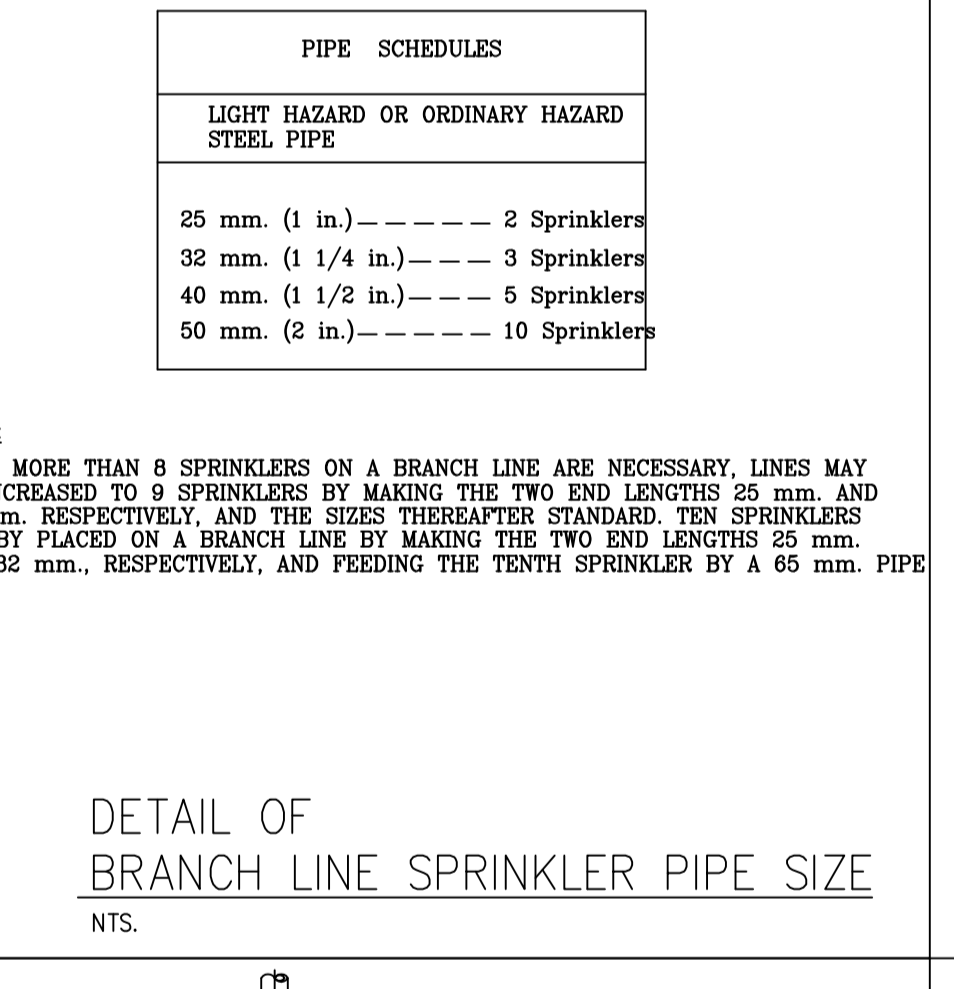 PIPE SCHEDULES
LIGHT HAZARD OR ORDINARY HAZARD
STEEL PIPE
25 mm. (1 in.)————— 2 Sprinklers
32 mm. (1 1/4 in.)——— 3 Sprinklers
40 mm. (1 1/2 in.)——— 5 Sprinklers
50 mm. (2 in.)————— 10 Sprinklers
MORE THAN 8 SPRINKLERS ON A BRANCH LINE ARE NECESSARY, LINES MAY
CREASED TO 9 SPRINKLERS BY MAKING THE TWO END LENGTHS 25 mm. AND
m. RESPECTIVELY, AND THE SIZES THEREAFTER STANDARD. TEN SPRINKLERS
BY PLACED ON A BRANCH LINE BY MAKING THE TWO END LENGTHS 25 mm.
32 mm., RESPECTIVELY, AND FEEDING THE TENTH SPRINKLER BY A 65 mm. PIPE
DETAIL OF
BRANCH LINE SPRINKLER PIPE SIZE
NTS.